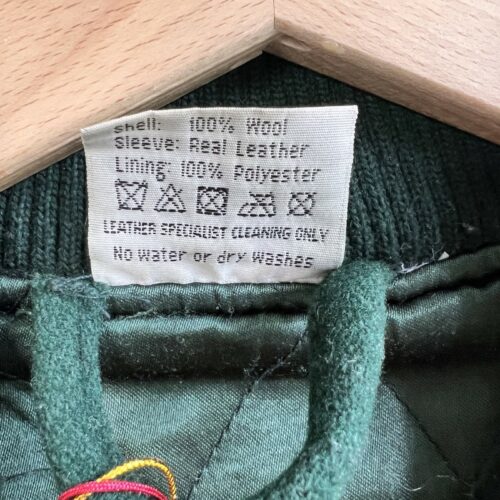 shell: 100% Wool
Sleeve: Real Leather
Lining: 100% Polyester
LEATHER SPECIALIST CLEANING ONLY
No water or dry washes